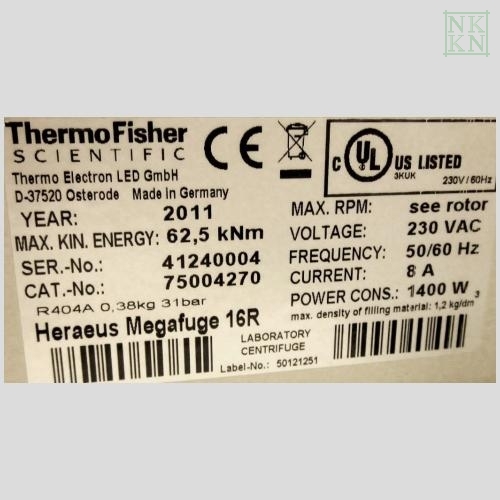 NK
KN
ThermoFisher
SCIENTIFIC
Thermo Electron LED GmbH
D-37520 Osterode Made in Germany
CE
C UL US LISTED
3KUK 230V/60Hz
YEAR: 2011
MAX. KIN. ENERGY: 62,5 kNm
SER.-No.: 41240004
CAT.-No.: 75004270
R404A 0,38kg 31bar
Heraeus Megafuge 16R
MAX. RPM: see rotor
VOLTAGE: 230 VAC
FREQUENCY: 50/60 Hz
CURRENT: 8 A
POWER CONS.: 1400 W
max. density of filling material: 1,2 kg/dm³
LABORATORY
CENTRIFUGE
Label-No.: 50121251